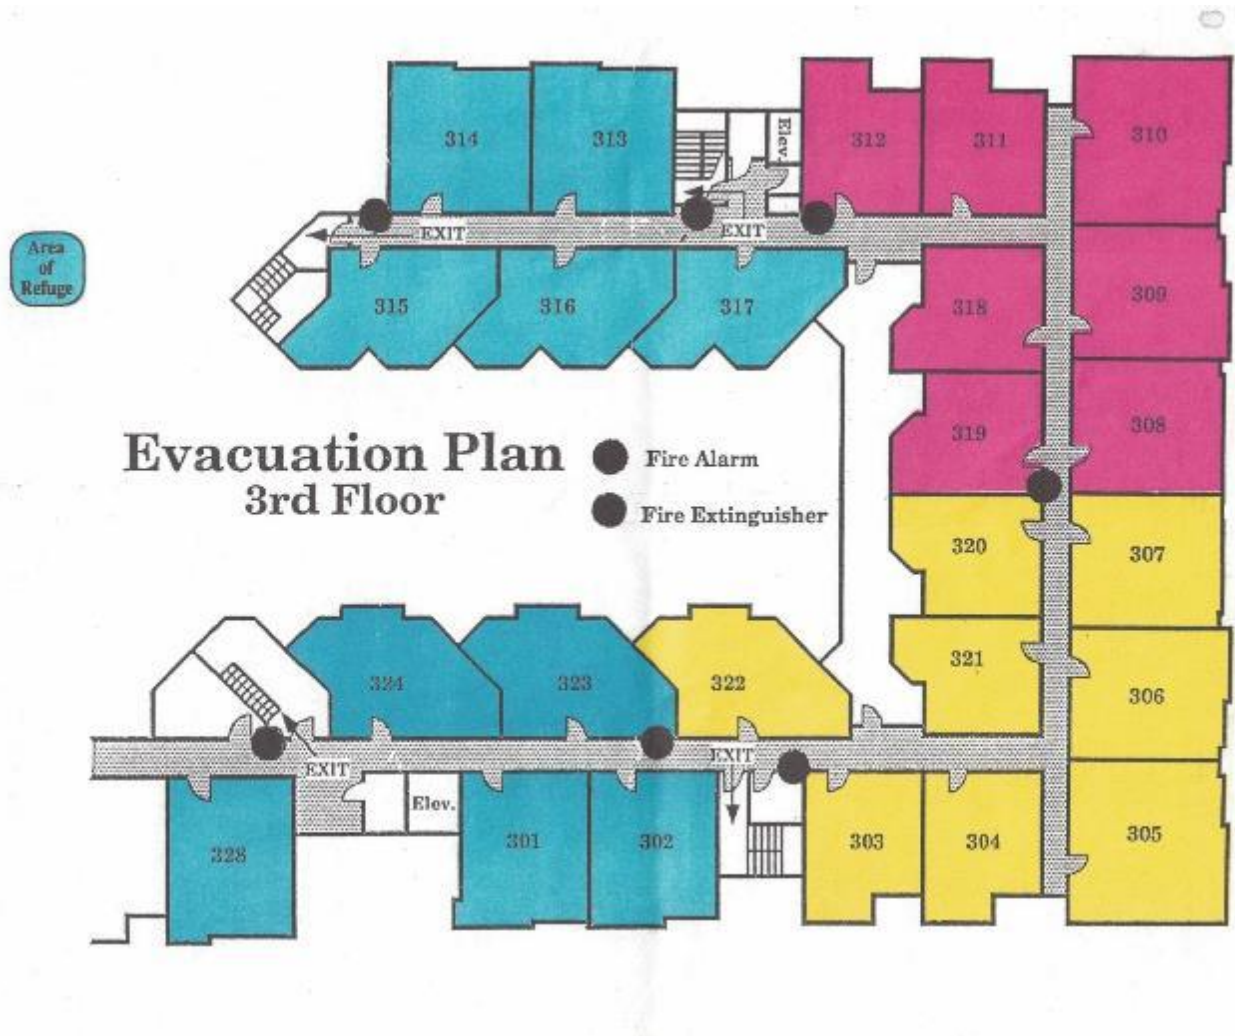 314
313
Elev.
312
311
310
EXIT
EXIT
Area
of
Refuge
315
316
317
318
309
319
308
Evacuation Plan
3rd Floor
Fire Alarm
Fire Extinguisher
320
307
321
306
324
323
322
EXIT
EXIT
Elev.
328
301
302
303
304
305